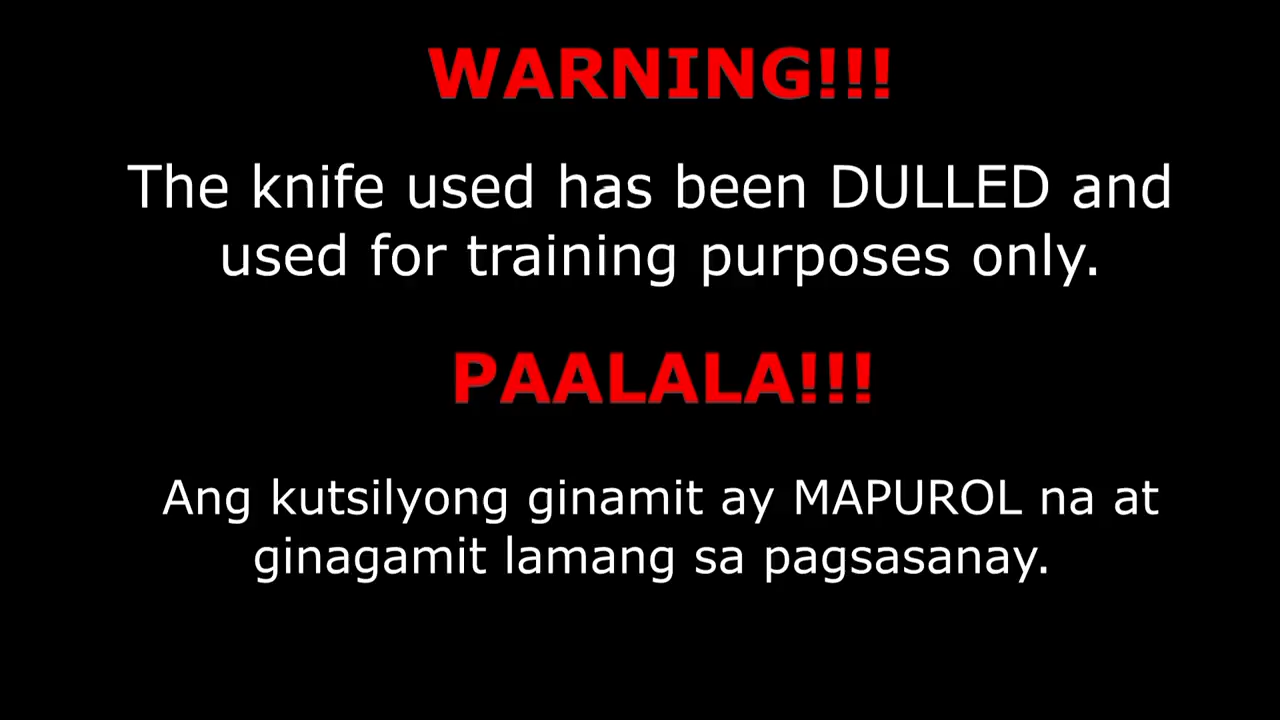 WARNING!!!
The knife used has been DULLED and
used for training purposes only.
PAALALA!!!
Ang kutsilyong ginamit ay MAPUROL na at
ginagamit lamang sa pagsasanay.